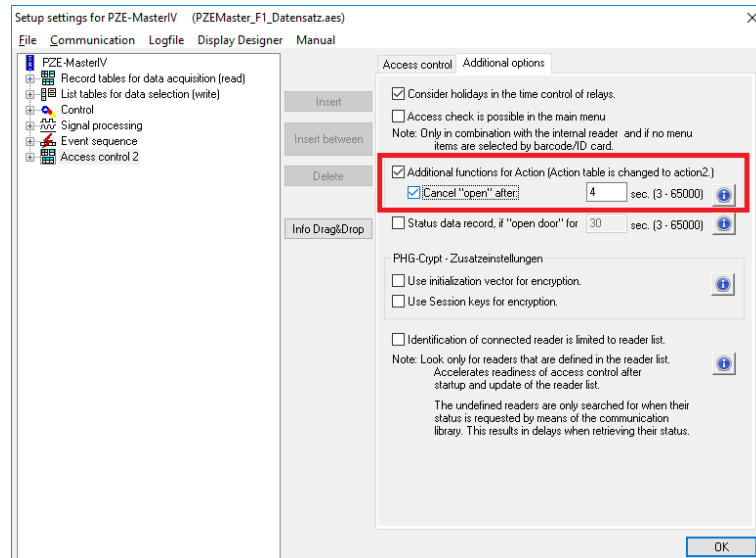 Setup settings for PZE-MasterIV (PZEMaster_F1_Datensatz.aes)
File Communication Logfile Display Designer Manual
PZE-MasterIV
Record tables for data acquisition (read)
List tables for data selection (write)
Control
Signal processing
Event sequence
Access control 2
Insert
Insert between
Delete
Info Drag&Drop
Access control Additional options
Consider holidays in the time control of relays.
Access check is possible in the main menu
Note: Only in combination with the internal reader and if no menu
items are selected by barcode/ID card.
Additional functions for Action (Action table is changed to action2.)
Cancel "open" after: 4 sec. (3 - 65000)
Status data record, if "open door" for 30 sec. (3 - 65000)
PHG-Crypt - Zusatzeinstellungen
Use initialization vector for encryption.
Use Session keys for encryption.
Identification of connected reader is limited to reader list.
Note: Look only for readers that are defined in the reader list.
Accelerates readiness of access control after
startup and update of the reader list.
The undefined readers are only searched for when their
status is requested by means of the communication
library. This results in delays when retrieving their status.
OK